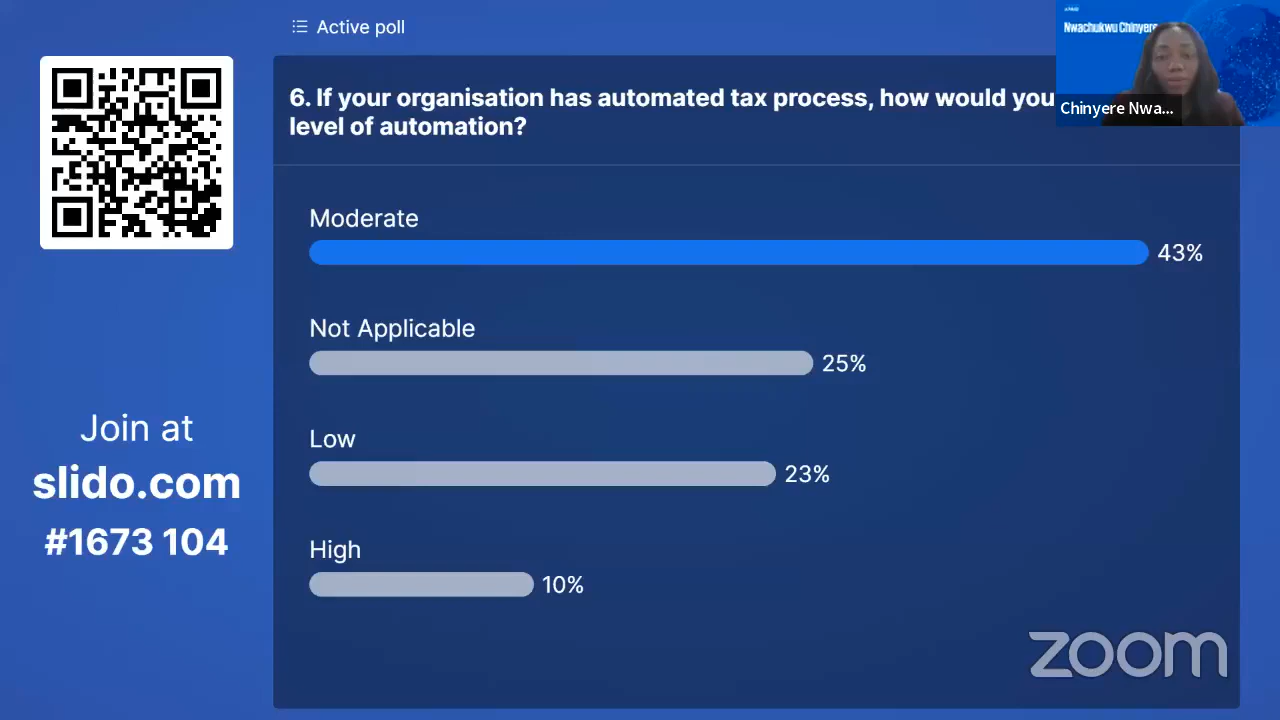 Active poll
KPMG
Nwachukwu Chinyere
Chinyere Nwa...
6. If your organisation has automated tax process, how would you
level of automation?
Moderate
43%
Not Applicable
25%
Low
23%
High
10%
Join at
slido.com
#1673 104
zoom